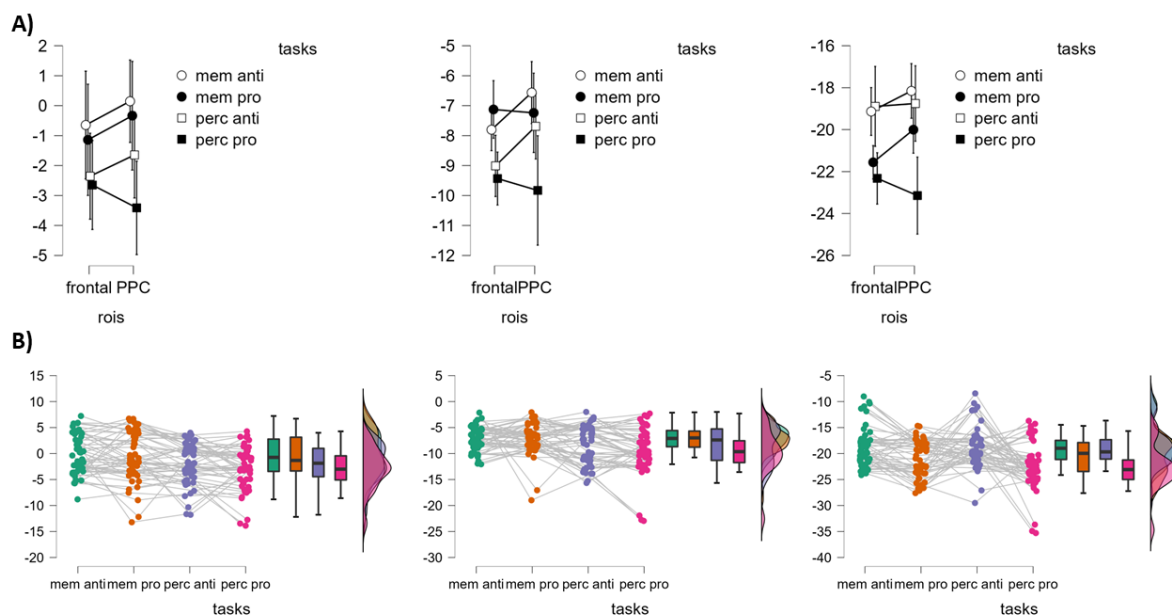 A)
tasks
2
1
0
-1
-2
-3
-4
-5
mem anti
mem pro
perc anti
perc pro
frontal PPC
rois
tasks
-5
-6
-7
-8
-9
-10
-11
-12
mem anti
mem pro
perc anti
perc pro
frontalPPC
rois
tasks
-16
-18
-20
-22
-24
-26
mem anti
mem pro
perc anti
perc pro
frontalPPC
rois
B)
15
10
5
0
-5
-10
-15
-20
mem anti mem pro perc anti perc pro
tasks
5
0
-5
-10
-15
-20
-25
-30
mem anti mem pro perc anti perc pro
tasks
-5
-10
-15
-20
-25
-30
-35
-40
mem anti mem pro perc anti perc pro
tasks